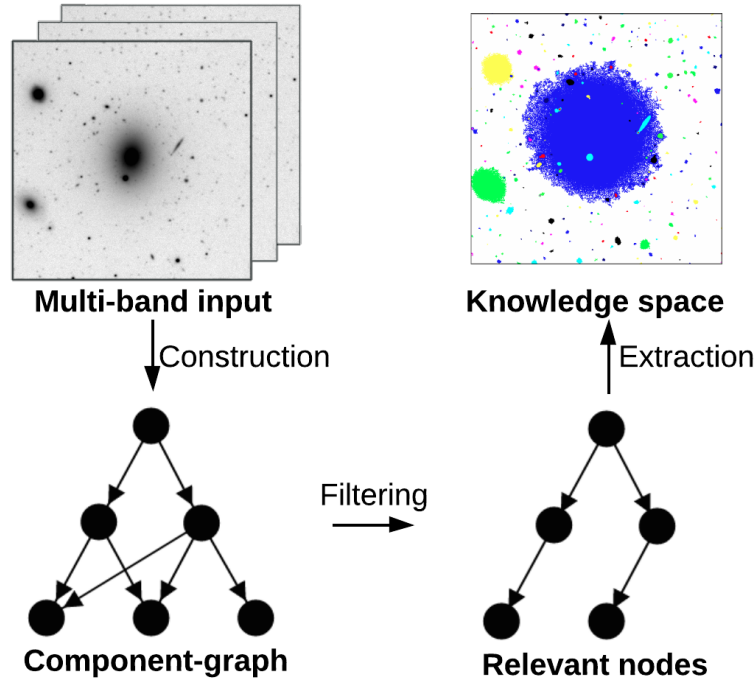 Multi-band input
Knowledge space
Construction
Extraction
Filtering
Component-graph
Relevant nodes